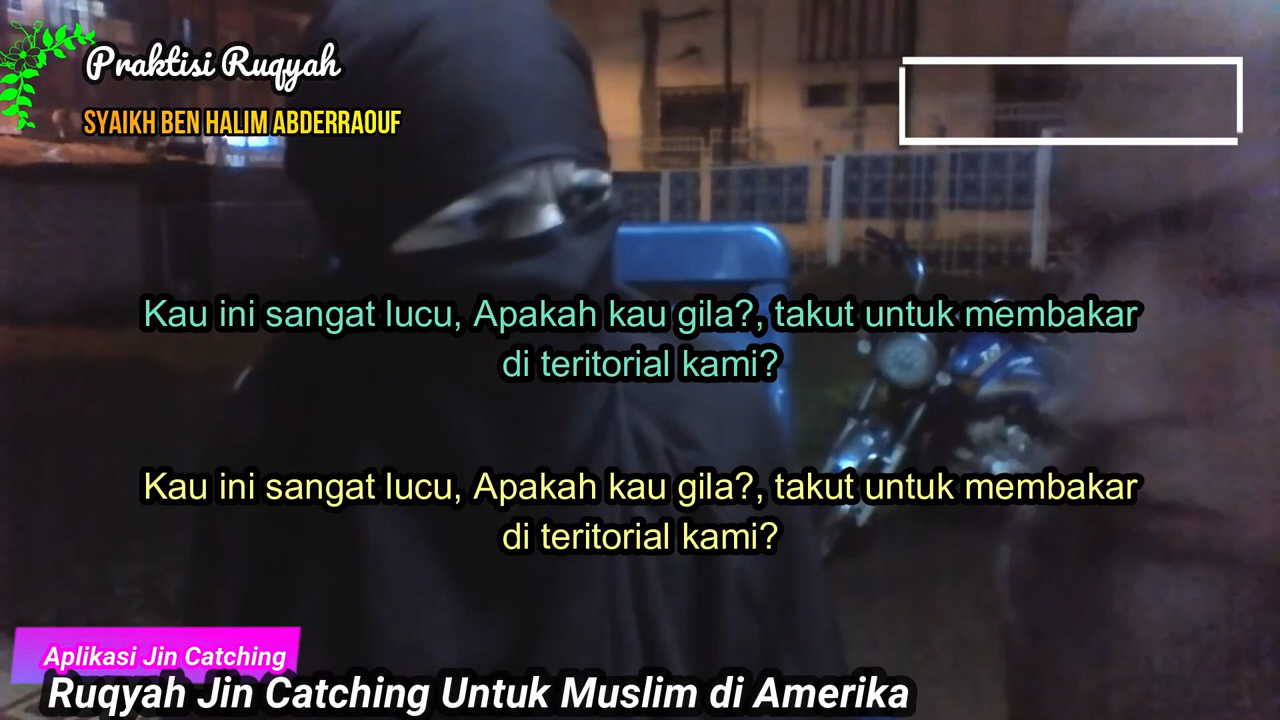 Praktisi Ruqyah
SYAIKH BEN HALIM ABDERRAOUF
Kau ini sangat lucu, Apakah kau gila?, takut untuk membakar
di teritorial kami?
Kau ini sangat lucu, Apakah kau gila?, takut untuk membakar
di teritorial kami?
Aplikasi Jin Catching
Ruqyah Jin Catching Untuk Muslim di Amerika